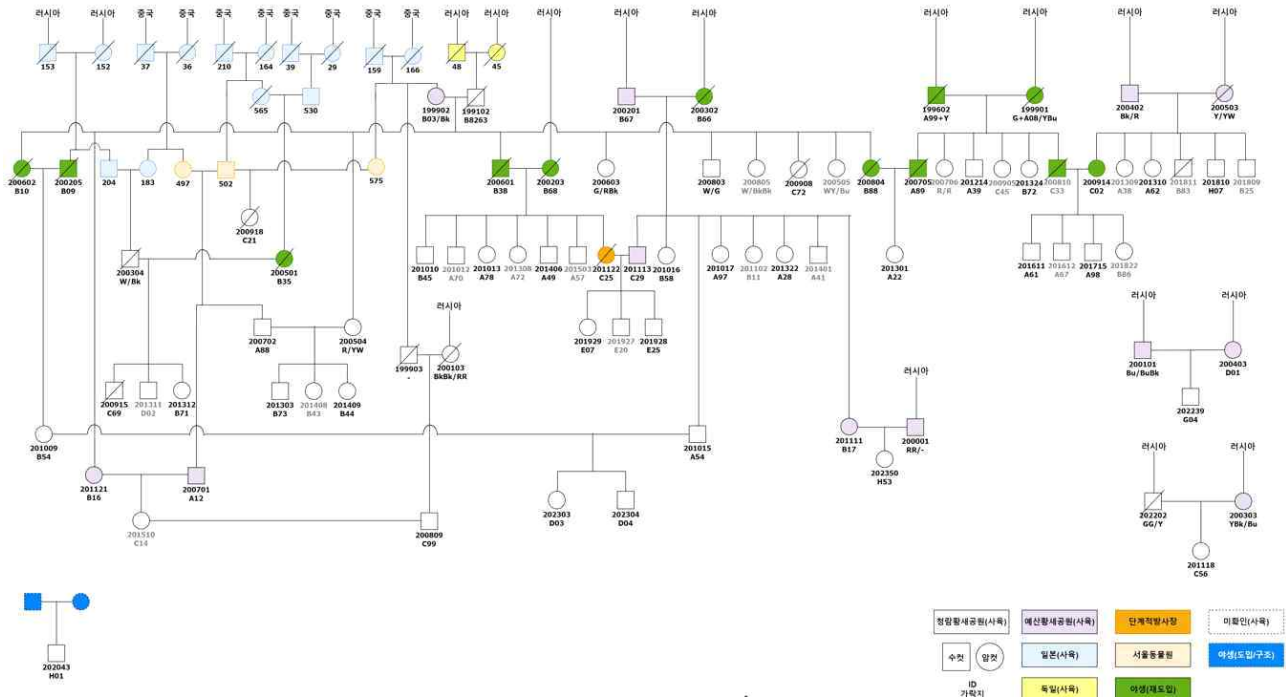 러시아 러시아 중국 중국 중국 중국 중국 중국 중국 중국 러시아 러시아 러시아 러시아 러시아 러시아 러시아 러시아 러시아
153 152 37 36 210 164 39 29 159 166 48 45
565 530
199902 199102 200201 200302 199602 199901 200402 200503
B03/Bk B8263 B67 B66 A99+Y G+A08/YBu Bk/R Y/YW
200602 200205 204 183 497 502 575 200601 200203 200603 200803 200805 200908 200505 200804 200705 200706 201214 200905 201324 200810 200914 201309 201310 201811 201810 201809
B10 B09 B38 B68 G/RBk W/G W/BkBk C72 WY/Bu B88 A89 R/R A39 C45 B72 C33 C02 A38 A62 B83 H07 B25
200918
C21
200304 200501 201010 201012 201013 201308 201406 201503 201122 201113 201016 201017 201102 201322 201401 201301 201611 201612 201715 201822
W/Bk B35 B45 A70 A78 A72 A49 A57 C25 C29 B58 A97 B11 A28 A41 A22 A61 A67 A98 B86
200702 200504 201929 201927 201928
A88 R/YW E07 E20 E25
러시아
199903 200103
- BkBk/RR
러시아 러시아
200101 200403
Bu/BuBk D01
200915 201311 201312 201303 201408 201409
C69 D02 B71 B73 B43 B44
202239
G04
러시아
201009 201015 201111 200001
B54 A54 B17 RR/-
202350
H53
201121 200701
B16 A12
러시아 러시아
202202 200303
GG/Y YBk/Bu
202303 202304
D03 D04
201510 200809
C14 C99
201118
C56
202043
H01
청람황새공원(사육) 예산황새공원(사육) 단계적방사장 미확인(사육)
수컷 암컷 일본(사육) 서울동물원 야생(도입/구조)
ID
가락지 독일(사육) 야생(재도입)